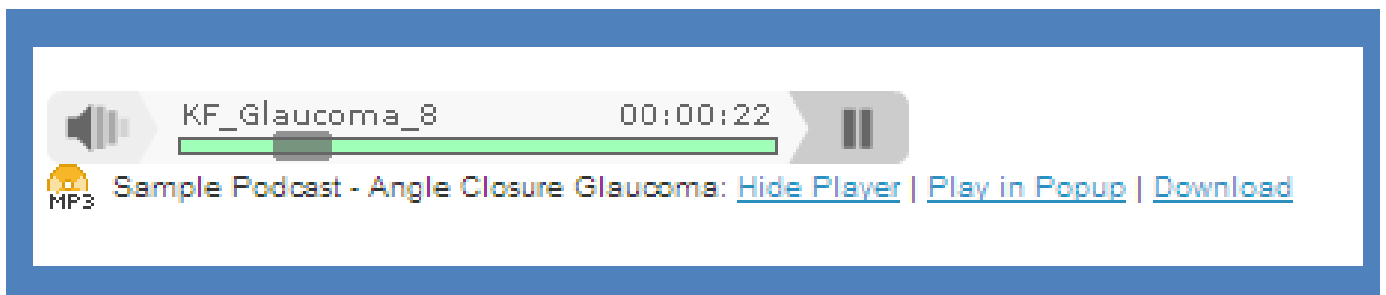 KF_Glaucoma_8 00:00:22
MP3 Sample Podcast - Angle Closure Glaucoma: Hide Player | Play in Popup | Download